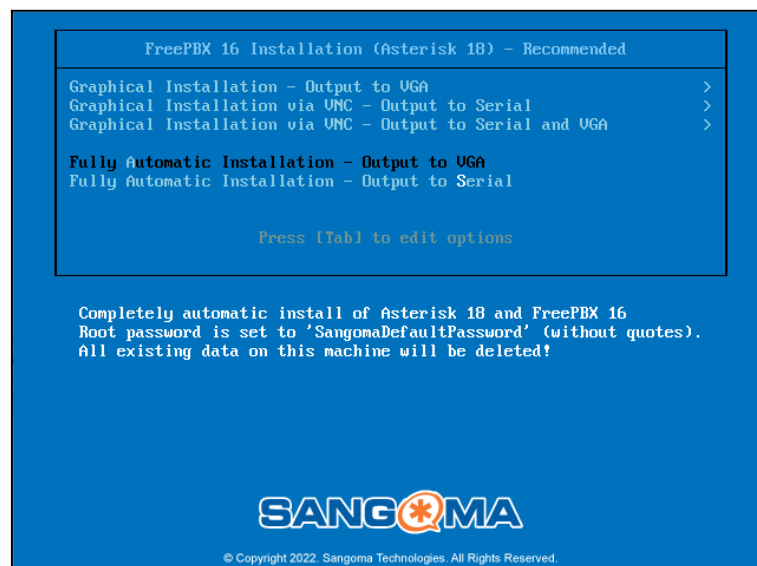 FreePBX 16 Installation (Asterisk 18) - Recommended
Graphical Installation - Output to VGA >
Graphical Installation via VNC - Output to Serial >
Graphical Installation via VNC - Output to Serial and VGA >
Fully Automatic Installation - Output to VGA
Fully Automatic Installation - Output to Serial
Press [Tab] to edit options
Completely automatic install of Asterisk 18 and FreePBX 16
Root password is set to 'SangomaDefaultPassword' (without quotes).
All existing data on this machine will be deleted!
SANGOMA
© Copyright 2022. Sangoma Technologies. All Rights Reserved.